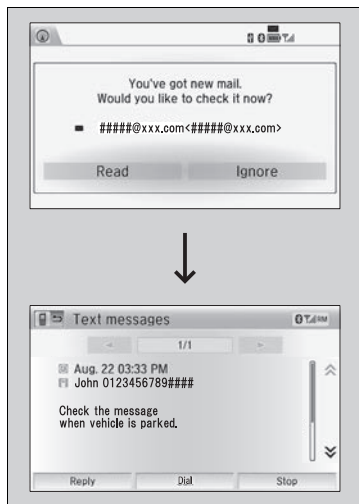 You've got new mail.
Would you like to check it now?
#####@xxx.com<#####@xxx.com>
Read Ignore
Text messages
1/1
Aug. 22 03:33 PM
John 0123456789####
Check the message
when vehicle is parked.
Reply Dial Stop